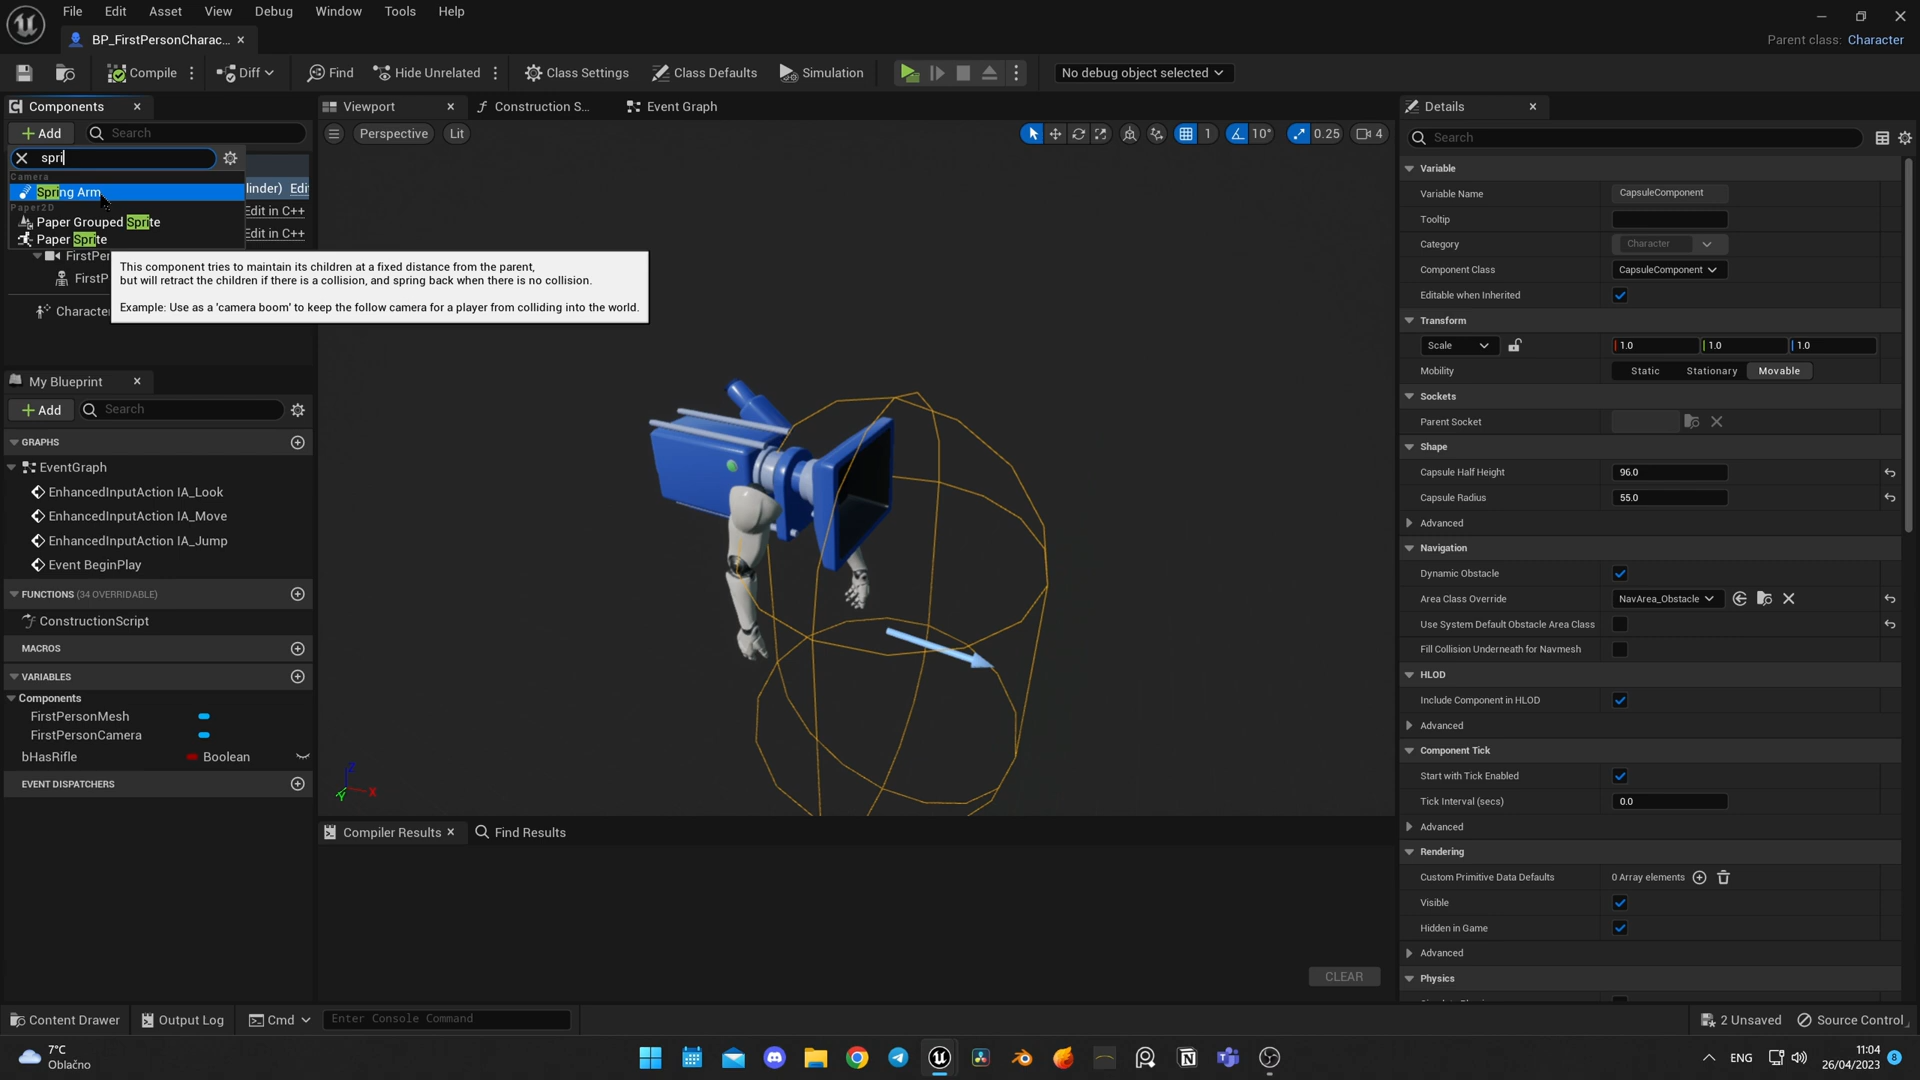 File Edit Asset View Debug Window Tools Help
BP_FirstPersonCharac...
Parent class: Character
Compile Diff Find Hide Unrelated Class Settings Class Defaults Simulation No debug object selected
Components Viewport Construction S... Event Graph Details
Add Search Perspective Lit 1 10° 0.25 4 Search
spri
Camera
Spring Arm
linder) Edi
Paper2D
Edit in C++
Paper Grouped Sprite
Paper Sprite
Edit in C++
FirstPer
FirstP
Characte
This component tries to maintain its children at a fixed distance from the parent,
but will retract the children if there is a collision, and spring back when there is no collision.
Example: Use as a 'camera boom' to keep the follow camera for a player from colliding into the world.
My Blueprint
Add Search
GRAPHS
EventGraph
EnhancedInputAction IA_Look
EnhancedInputAction IA_Move
EnhancedInputAction IA_Jump
Event BeginPlay
FUNCTIONS (34 OVERRIDABLE)
ConstructionScript
MACROS
VARIABLES
Components
FirstPersonMesh
FirstPersonCamera
bHasRifle Boolean
EVENT DISPATCHERS
Z
Y X
Compiler Results Find Results
CLEAR
Variable
Variable Name CapsuleComponent
Tooltip
Category Character
Component Class CapsuleComponent
Editable when Inherited
Transform
Scale 1.0 1.0 1.0
Mobility Static Stationary Movable
Sockets
Parent Socket
Shape
Capsule Half Height 96.0
Capsule Radius 55.0
Advanced
Navigation
Dynamic Obstacle
Area Class Override NavArea_Obstacle
Use System Default Obstacle Area Class
Fill Collision Underneath for Navmesh
HLOD
Include Component in HLOD
Advanced
Component Tick
Start with Tick Enabled
Tick Interval (secs) 0.0
Advanced
Rendering
Custom Primitive Data Defaults 0 Array elements
Visible
Hidden in Game
Advanced
Physics
Content Drawer Output Log Cmd Enter Console Command 2 Unsaved Source Control
7°C
Oblačno
ENG
11:04
26/04/2023
8